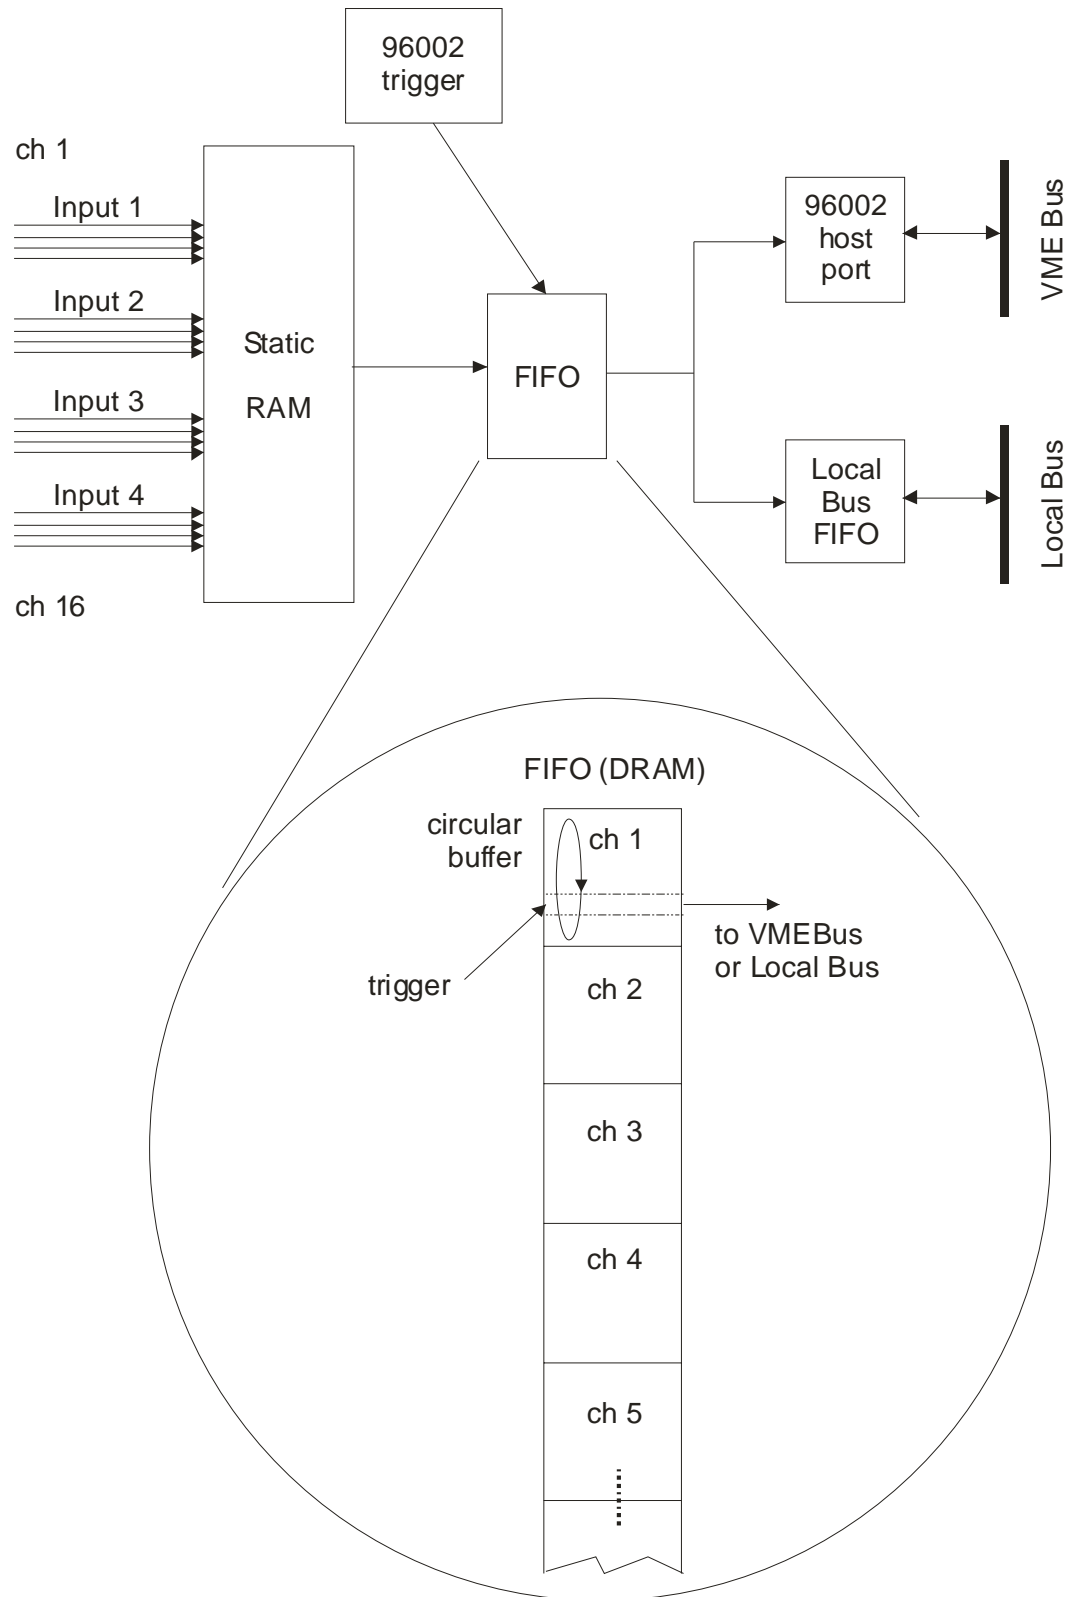 96002
trigger
ch 1
Input 1
Input 2
Input 3
Input 4
ch 16
Static
RAM
FIFO
96002
host
port
VME Bus
Local
Bus
FIFO
Local Bus
FIFO (DRAM)
circular
buffer
ch 1
trigger
to VMEBus
or Local Bus
ch 2
ch 3
ch 4
ch 5